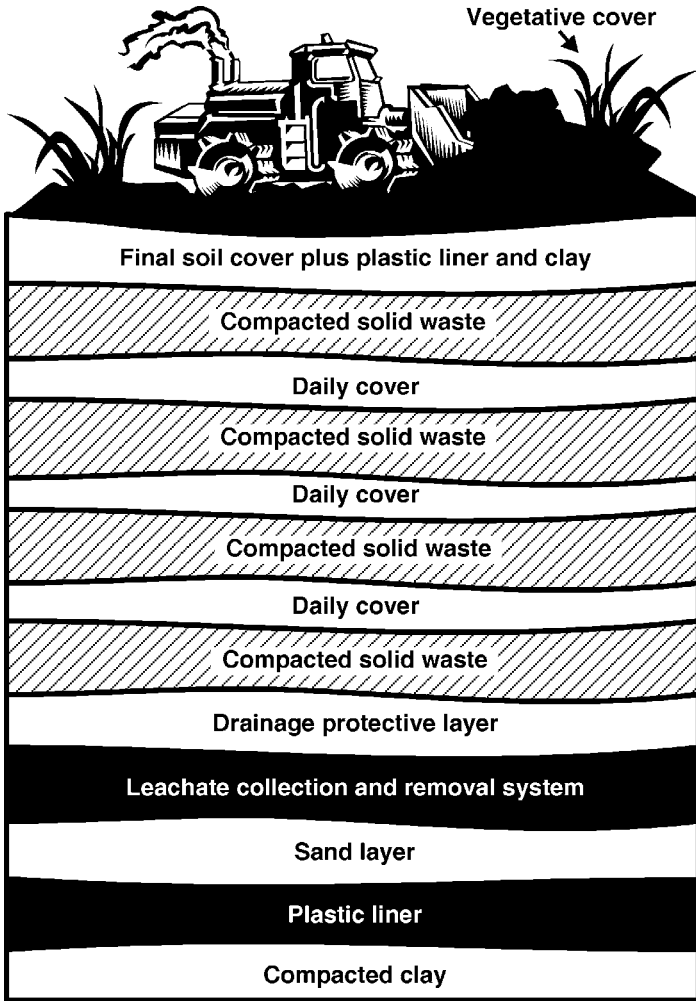 Vegetative cover
Final soil cover plus plastic liner and clay
Compacted solid waste
Daily cover
Compacted solid waste
Daily cover
Compacted solid waste
Daily cover
Compacted solid waste
Drainage protective layer
Leachate collection and removal system
Sand layer
Plastic liner
Compacted clay